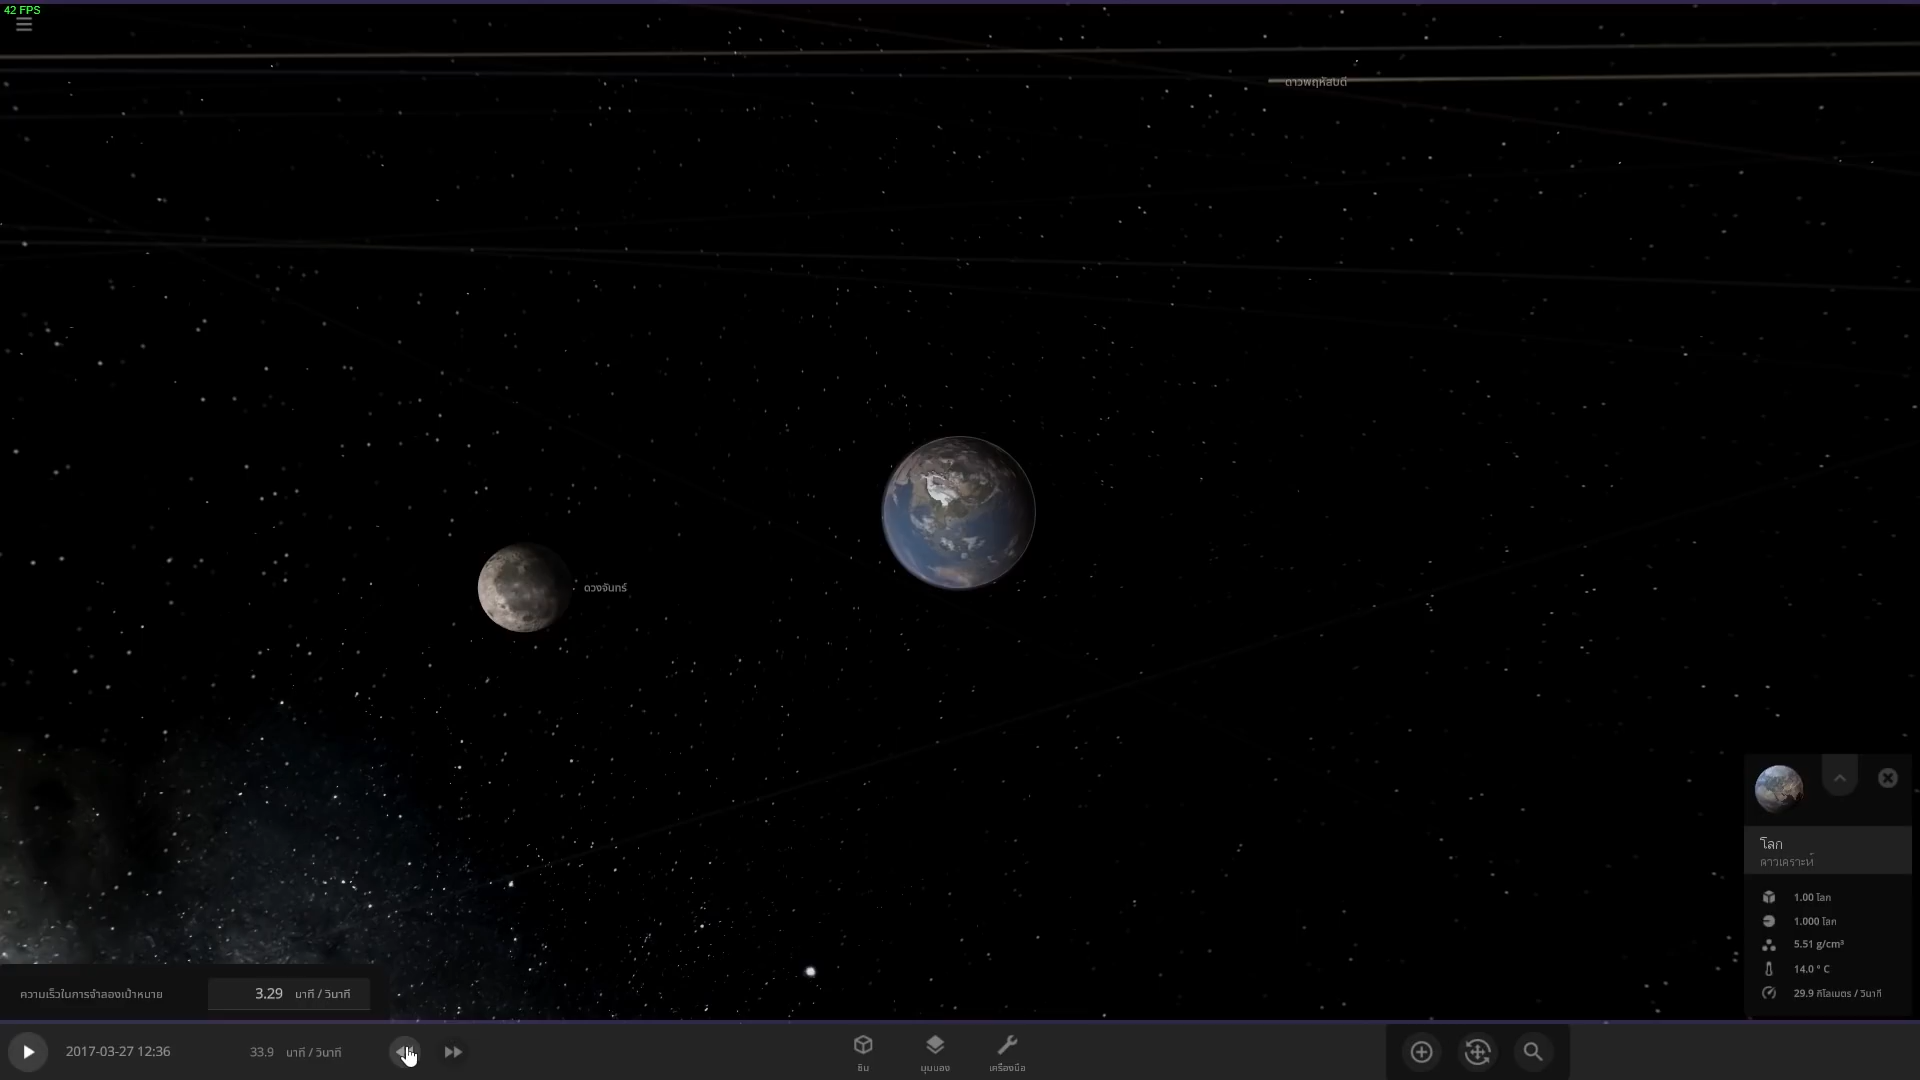 42 FPS
ดาวพฤหัสบดี
ดวงจันทร์
โลก
ดาวเคราะห์
1.00 โลก
1.000 โลก
5.51 g/cm³
14.0 ° C
29.9 กิโลเมตร / วินาที
ความเร็วในการจำลองเป้าหมาย 3.29 นาที / วินาที
2017-03-27 12:36 33.9 นาที / วินาที
ซิม มุมมอง เครื่องมือ